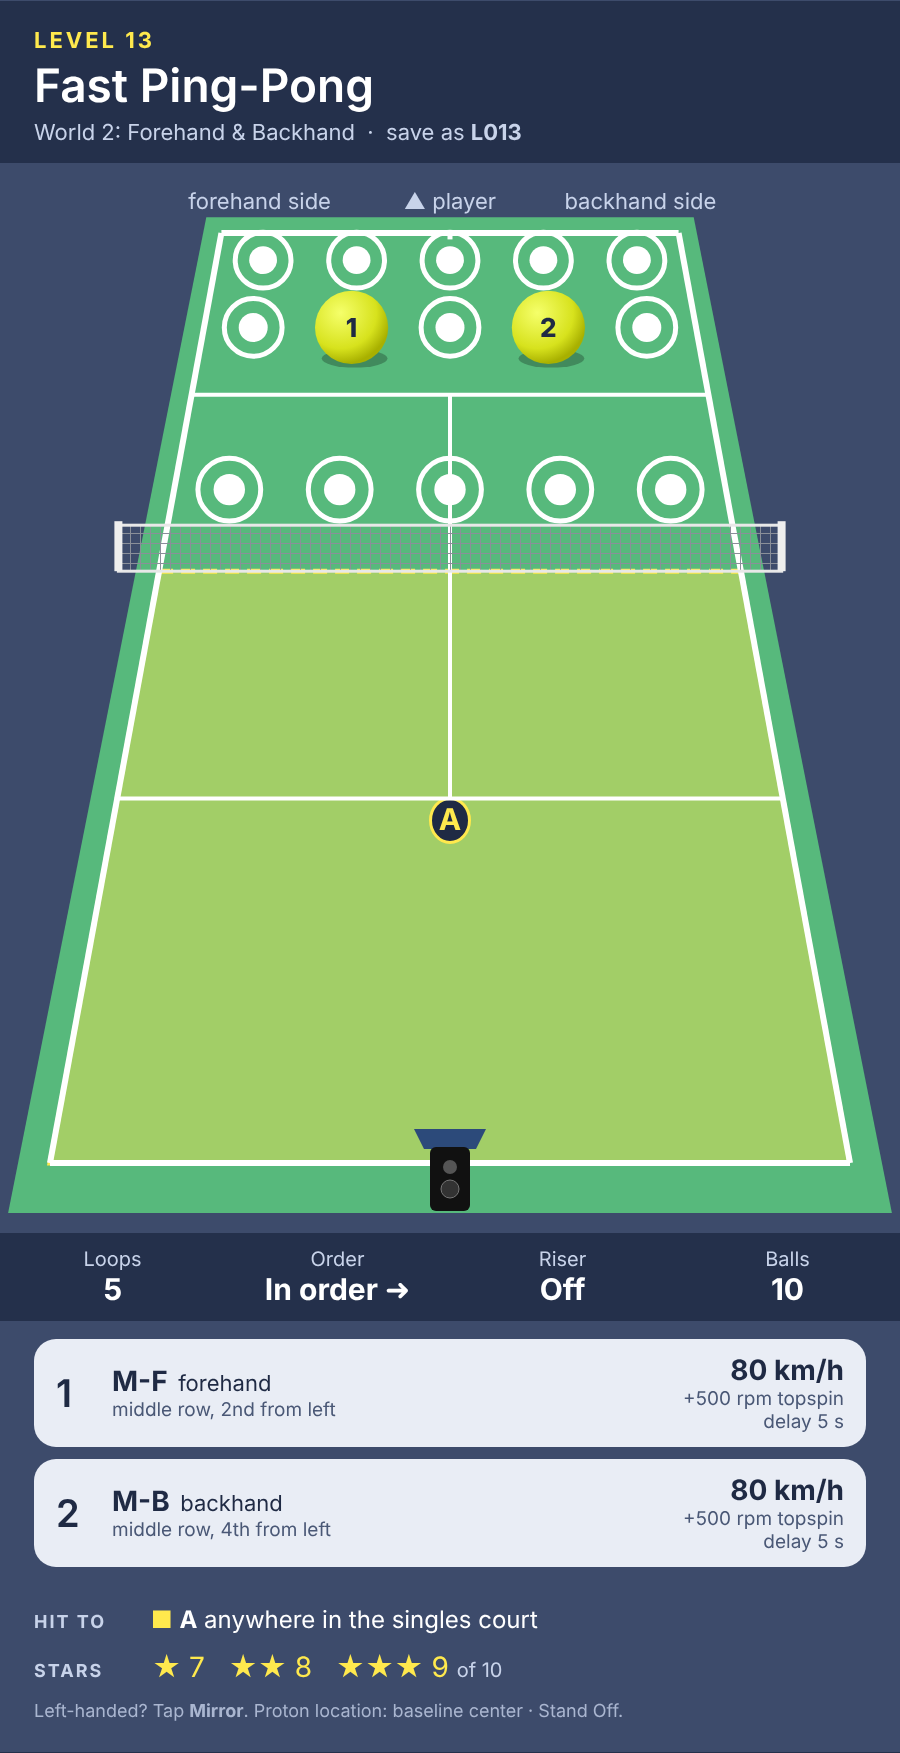 LEVEL 13
Fast Ping-Pong
World 2: Forehand & Backhand · save as L013
forehand side ▲ player backhand side
1 2
A
Loops Order Riser Balls
5 In order ➜ Off 10
1 M-F forehand 80 km/h
middle row, 2nd from left +500 rpm topspin
delay 5 s
2 M-B backhand 80 km/h
middle row, 4th from left +500 rpm topspin
delay 5 s
HIT TO A anywhere in the singles court
STARS ★ 7 ★★ 8 ★★★ 9 of 10
Left-handed? Tap Mirror. Proton location: baseline center · Stand Off.